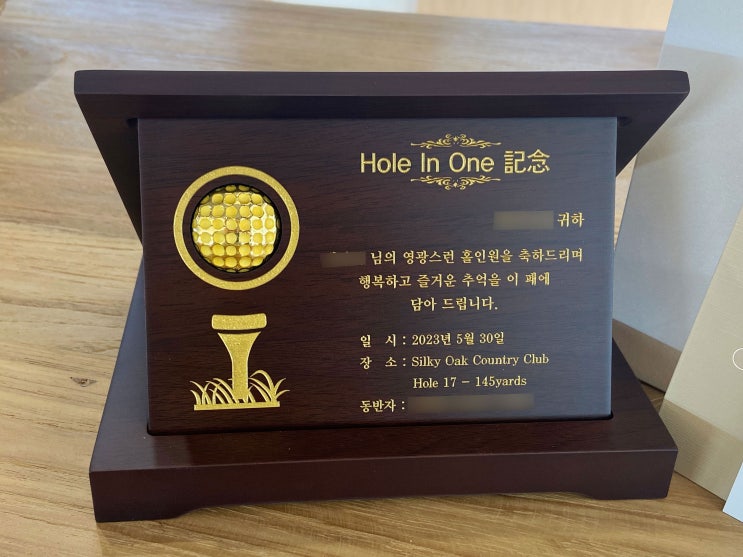 Hole In One 記念
귀하
님의 영광스런 홀인원을 축하드리며
행복하고 즐거운 추억을 이 패에
담아 드립니다.
일 시 : 2023년 5월 30일
장 소 : Silky Oak Country Club
Hole 17 - 145yards
동반자 :